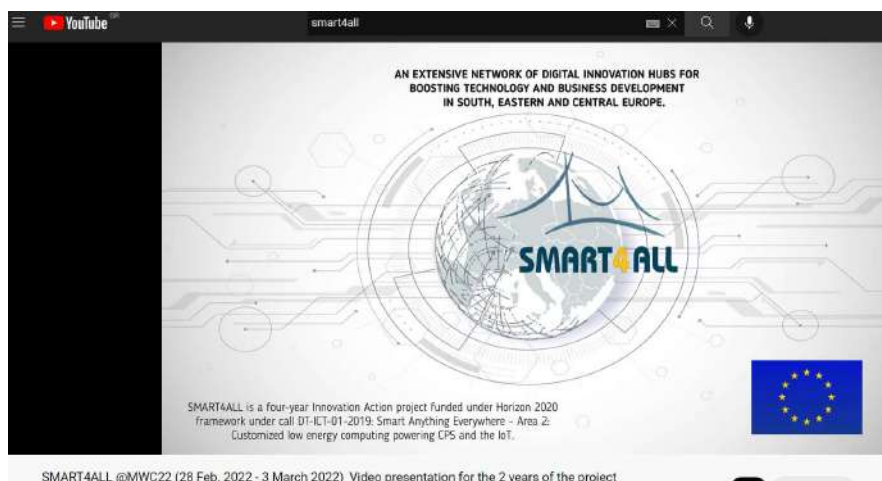 YouTube GR
smart4all
AN EXTENSIVE NETWORK OF DIGITAL INNOVATION HUBS FOR
BOOSTING TECHNOLOGY AND BUSINESS DEVELOPMENT
IN SOUTH, EASTERN AND CENTRAL EUROPE.
SMART4ALL
SMART4ALL is a four-year Innovation Action project funded under Horizon 2020
framework under call DT-ICT-01-2019: Smart Anything Everywhere – Area 2:
Customized low energy computing powering CPS and the IoT.
SMART4ALL @MWC22 (28 Feb. 2022 - 3 March 2022) Video presentation for the 2 years of the project